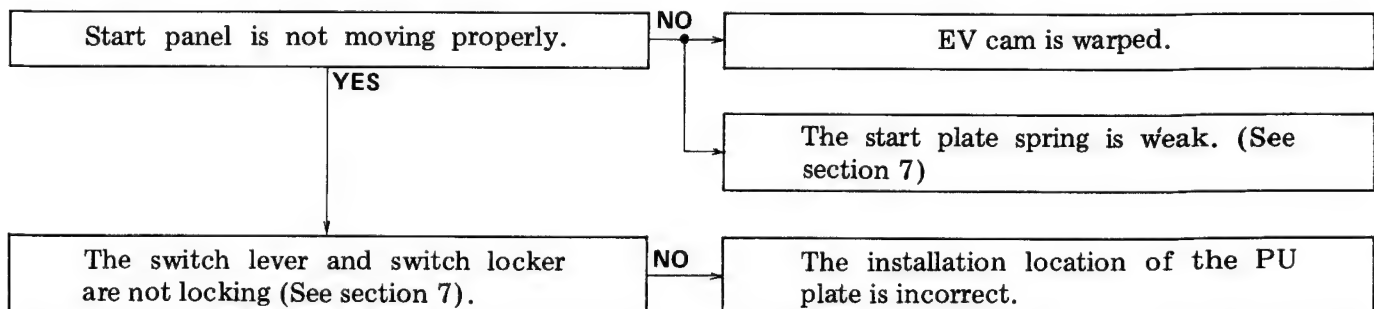 Start panel is not moving properly.
NO
EV cam is warped.
YES
The start plate spring is weak. (See
section 7)
The switch lever and switch locker
are not locking (See section 7).
NO
The installation location of the PU
plate is incorrect.